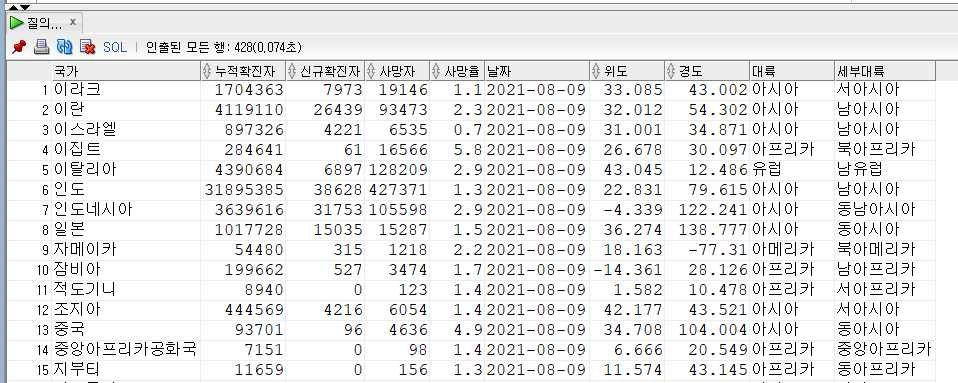 질의... x
SQL | 인출된 모든 행: 428(0,074초)
국가 누적확진자 신규확진자 사망자 사망률 날짜 위도 경도 대륙 세부대륙
1 이라크 1704363 7973 19146 1.1 2021-08-09 33.085 43.002 아시아 서아시아
2 이란 4119110 26439 93473 2.3 2021-08-09 32.012 54.302 아시아 남아시아
3 이스라엘 897326 4221 6535 0.7 2021-08-09 31.001 34.871 아시아 남아시아
4 이집트 284641 61 16566 5.8 2021-08-09 26.678 30.097 아프리카 북아프리카
5 이탈리아 4390684 6897 128209 2.9 2021-08-09 43.045 12.486 유럽 남유럽
6 인도 31895385 38628 427371 1.3 2021-08-09 22.831 79.615 아시아 남아시아
7 인도네시아 3639616 31753 105598 2.9 2021-08-09 -4.339 122.241 아시아 동남아시아
8 일본 1017728 15035 15287 1.5 2021-08-09 36.274 138.777 아시아 동아시아
9 자메이카 54480 315 1218 2.2 2021-08-09 18.163 -77.31 아메리카 북아메리카
10 잠비아 199662 527 3474 1.7 2021-08-09 -14.361 28.126 아프리카 남아프리카
11 적도기니 8940 0 123 1.4 2021-08-09 1.582 10.478 아프리카 서아프리카
12 조지아 444569 4216 6054 1.4 2021-08-09 42.177 43.521 아시아 서아시아
13 중국 93701 96 4636 4.9 2021-08-09 34.708 104.004 아시아 동아시아
14 중앙아프리카공화국 7151 0 98 1.4 2021-08-09 6.666 20.549 아프리카 중앙아프리카
15 지부티 11659 0 156 1.3 2021-08-09 11.574 43.145 아프리카 동아프리카